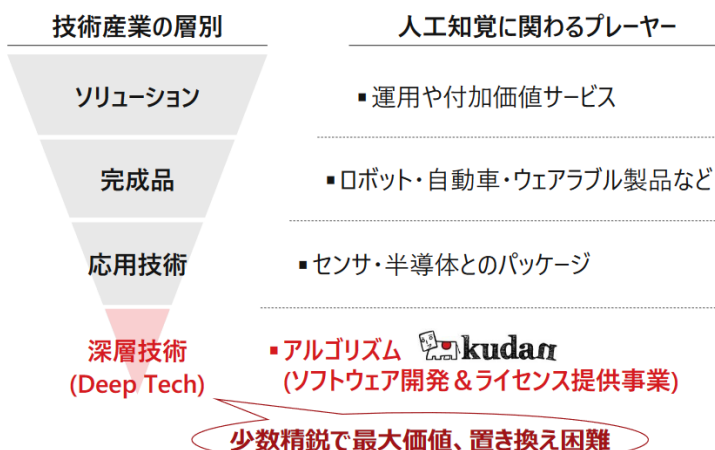 技術産業の層別
人工知覚に関わるプレーヤー
ソリューション
▪運用や付加価値サービス
完成品
▪ロボット・自動車・ウェアラブル製品など
応用技術
▪センサ・半導体とのパッケージ
深層技術
(Deep Tech)
▪アルゴリズム kudan
(ソフトウェア開発＆ライセンス提供事業)
少数精鋭で最大価値、置き換え困難